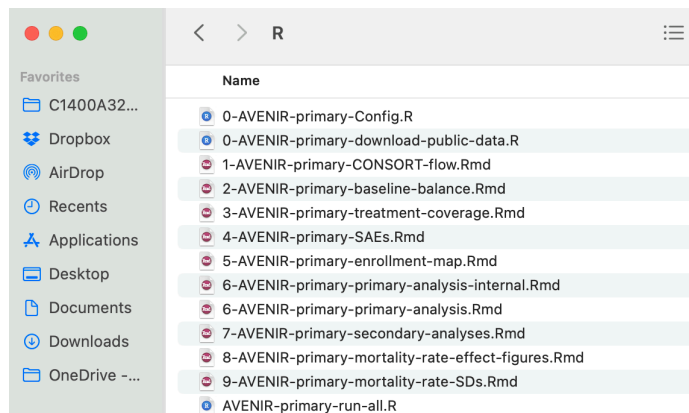 R
Favorites
Name
C1400A32...
Dropbox
AirDrop
Recents
Applications
Desktop
Documents
Downloads
OneDrive -...
0-AVENIR-primary-Config.R
0-AVENIR-primary-download-public-data.R
1-AVENIR-primary-CONSORT-flow.Rmd
2-AVENIR-primary-baseline-balance.Rmd
3-AVENIR-primary-treatment-coverage.Rmd
4-AVENIR-primary-SAEs.Rmd
5-AVENIR-primary-enrollment-map.Rmd
6-AVENIR-primary-primary-analysis-internal.Rmd
6-AVENIR-primary-primary-analysis.Rmd
7-AVENIR-primary-secondary-analyses.Rmd
8-AVENIR-primary-mortality-rate-effect-figures.Rmd
9-AVENIR-primary-mortality-rate-SDs.Rmd
AVENIR-primary-run-all.R